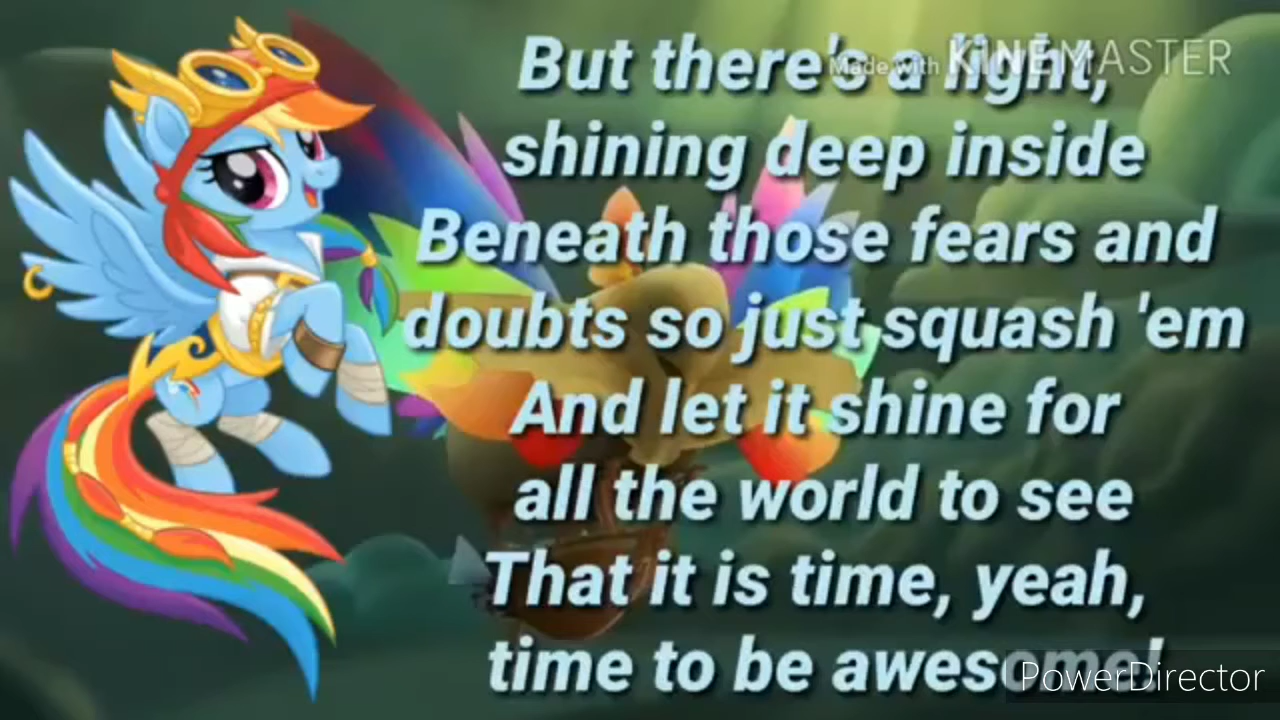 But there's a light,
Made with KINEMASTER
shining deep inside
Beneath those fears and
doubts so just squash 'em
And let it shine for
all the world to see
That it is time, yeah,
time to be awesome!
PowerDirector